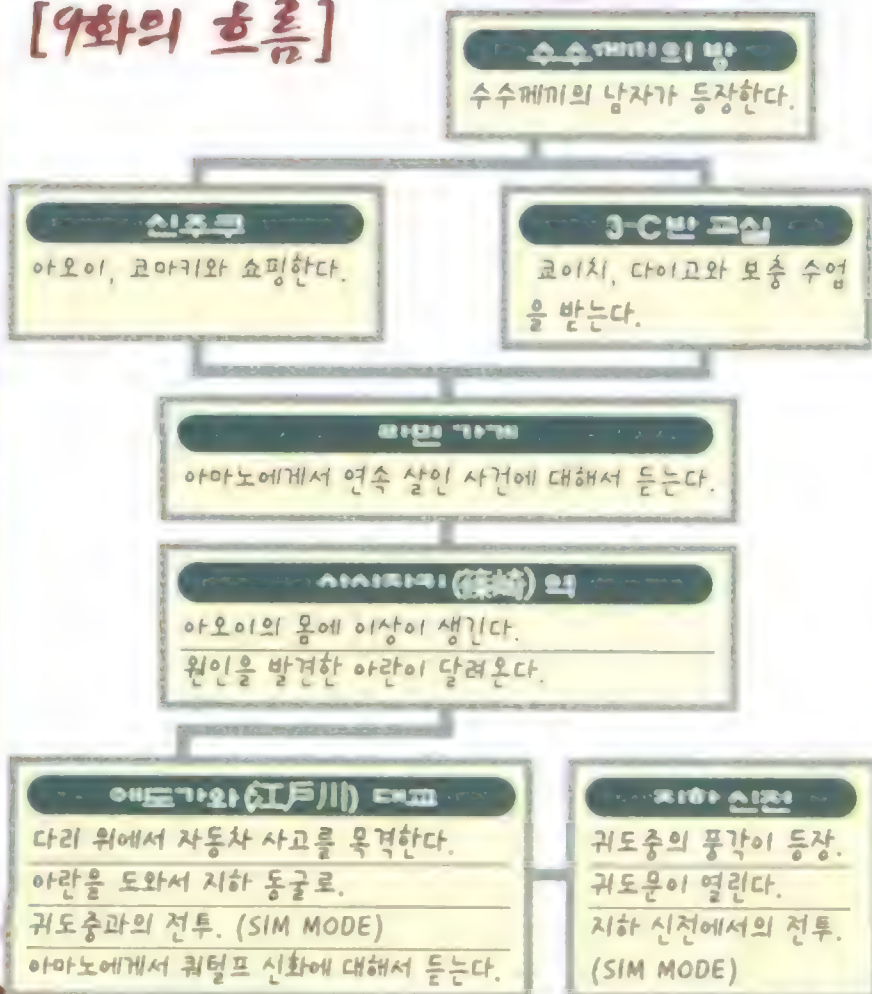 [9화의 흐름]
수수께끼의 방
수수께끼의 남자가 등장한다.
신주쿠
아오이, 코마키와 쇼핑한다.
3-C반 교실
쿄이치, 다이고와 보충 수업
을 받는다.
라면 가게
아마노에게서 연속 살인 사건에 대해서 듣는다.
시시자키(篠崎) 역
아오이의 몸에 이상이 생긴다.
원인을 발견한 아란이 달려온다.
에도가와(江戸川) 대교
다리 위에서 자동차 사고를 목격한다.
아란을 도와서 지하 동굴로.
귀도중과의 전투. (SIM MODE)
아마노에게서 쿼털프 신화에 대해서 듣는다.
지하 신전
귀도중의 풍각이 등장.
귀도문이 열린다.
지하 신전에서의 전투.
(SIM MODE)